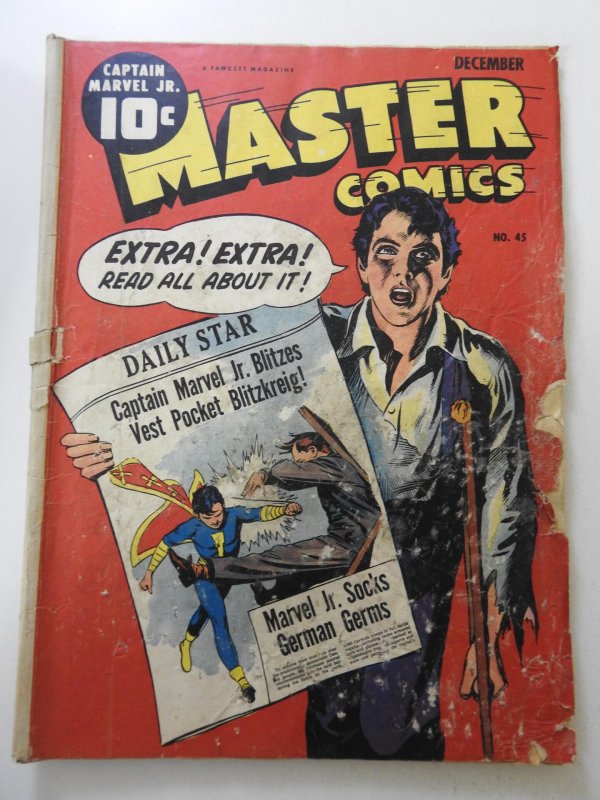 CAPTAIN
MARVEL JR.
10c
A FAWCETT MAGAZINE
DECEMBER
MASTER
COMICS
NO. 45
EXTRA! EXTRA!
READ ALL ABOUT IT!
DAILY STAR
Captain Marvel Jr. Blitzes
Vest Pocket Blitzkreig!
Marvel Jr. Socks
German Germs